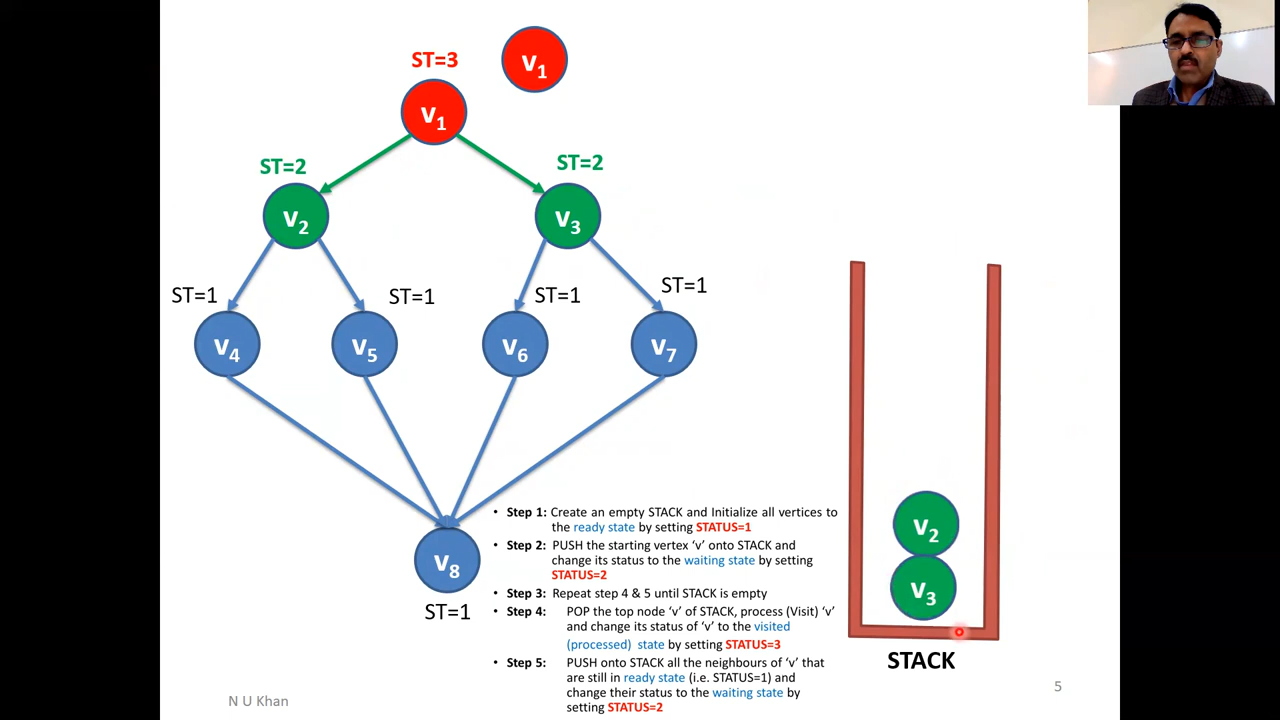 ST=3
v1
v1
ST=2
ST=2
v2
v3
ST=1
ST=1
ST=1
ST=1
v4
v5
v6
v7
v8
ST=1
• Step 1: Create an empty STACK and Initialize all vertices to
the ready state by setting STATUS=1
• Step 2: PUSH the starting vertex ‘v’ onto STACK and
change its status to the waiting state by setting
STATUS=2
• Step 3: Repeat step 4 & 5 until STACK is empty
• Step 4: POP the top node ‘v’ of STACK, process (Visit) ‘v’
and change its status of ‘v’ to the visited
(processed) state by setting STATUS=3
• Step 5: PUSH onto STACK all the neighbours of ‘v’ that
are still in ready state (i.e. STATUS=1) and
change their status to the waiting state by
setting STATUS=2
v2
v3
STACK
N U Khan
5